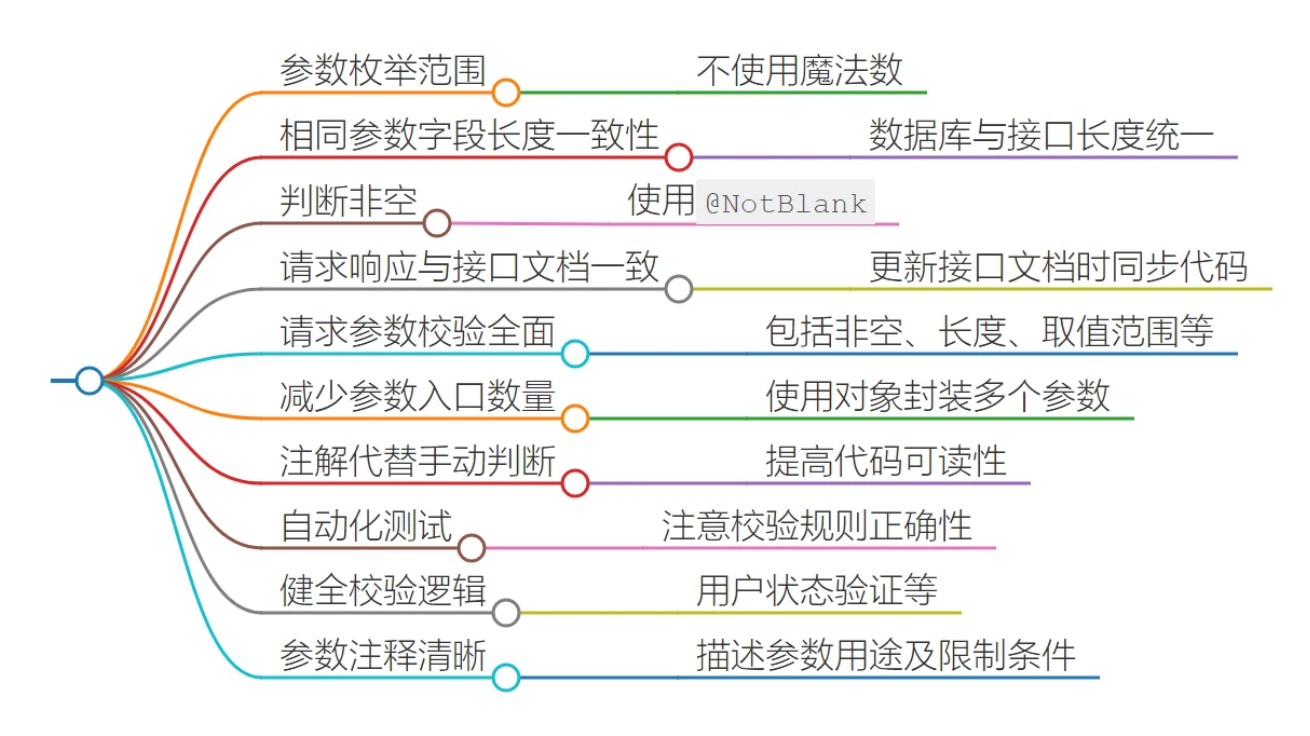 参数枚举范围 不使用魔法数
相同参数字段长度一致性 数据库与接口长度统一
判断非空 使用 @NotBlank
请求响应与接口文档一致 更新接口文档时同步代码
请求参数校验全面 包括非空、长度、取值范围等
减少参数入口数量 使用对象封装多个参数
注解代替手动判断 提高代码可读性
自动化测试 注意校验规则正确性
健全校验逻辑 用户状态验证等
参数注释清晰 描述参数用途及限制条件